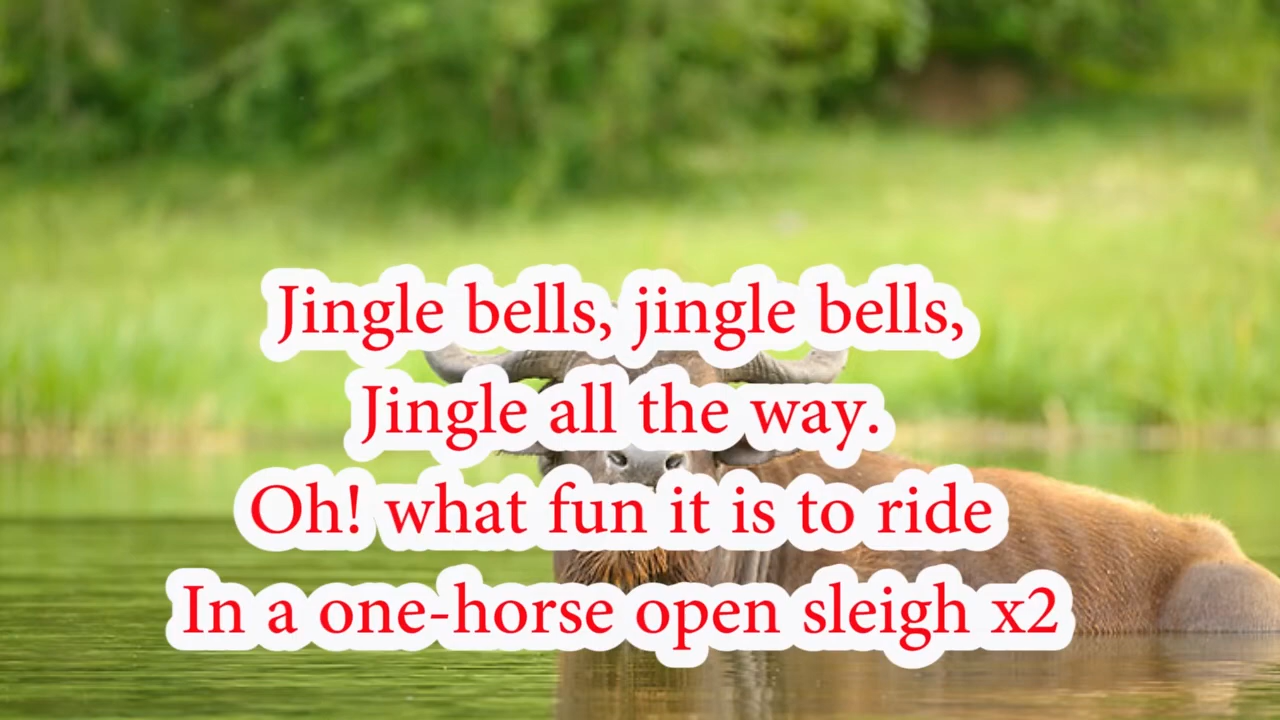 Jingle bells, jingle bells,
Jingle all the way.
Oh! what fun it is to ride
In a one-horse open sleigh x2